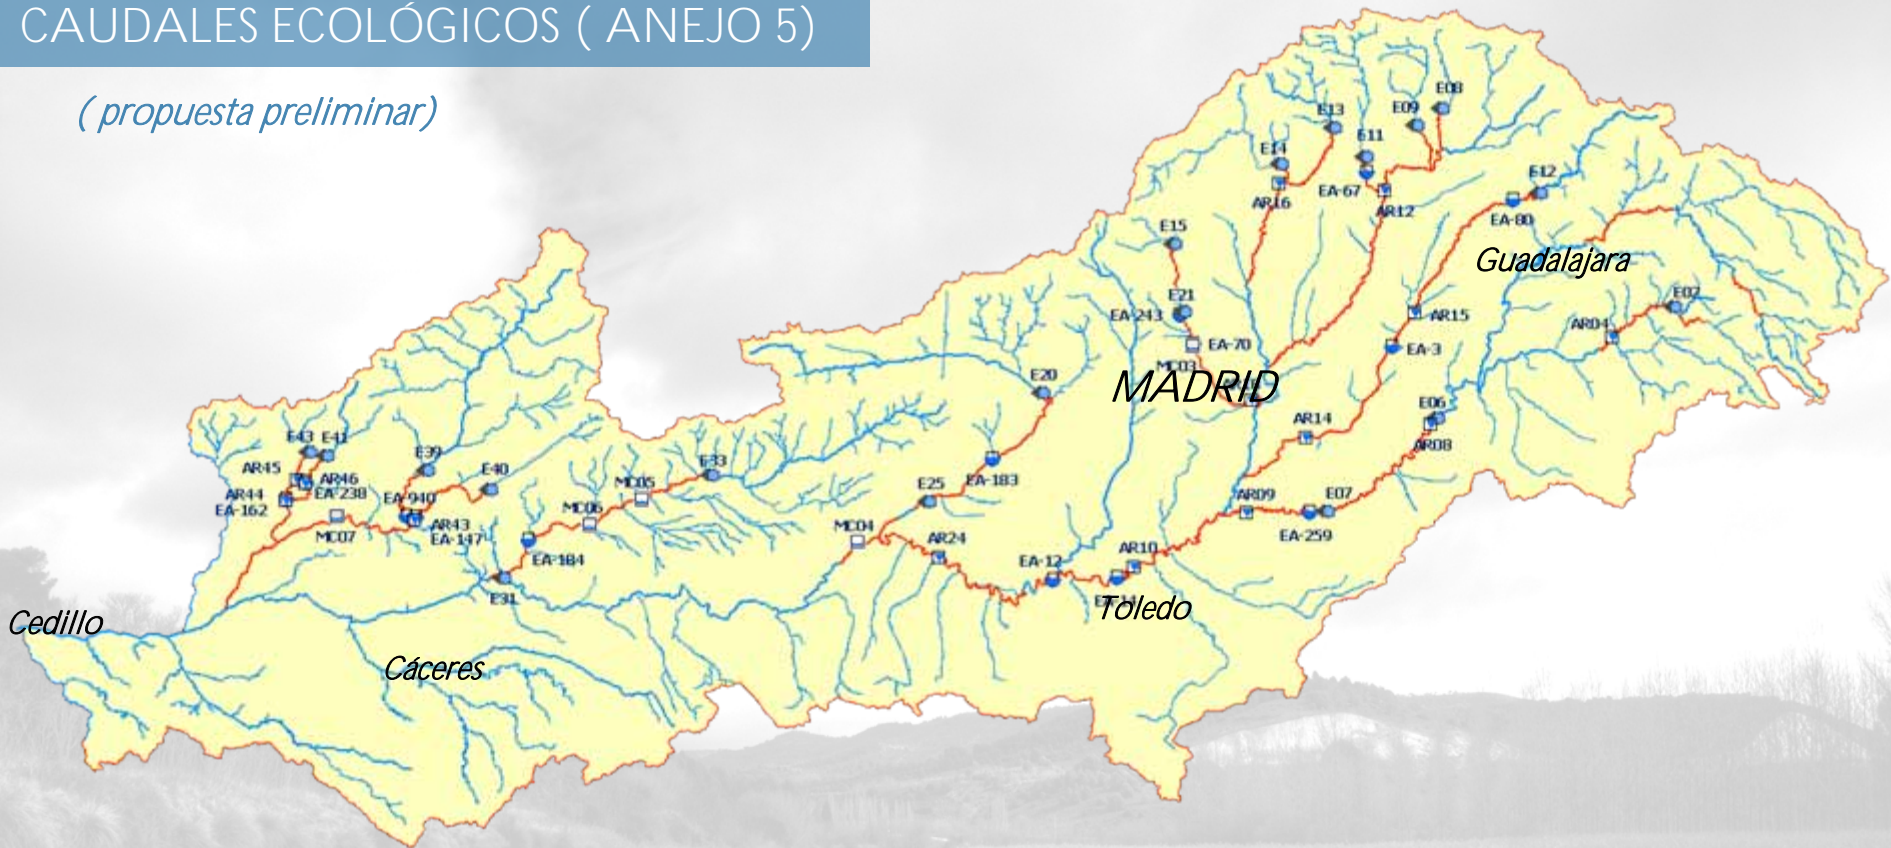 CAUDALES ECOLÓGICOS ( ANEJO 5)
( propuesta preliminar)
E08
E09
E13
E11
E14
E12
EA-67
AR16
AR12
EA-80
E15
Guadalajara
E21
EA-243
E02
AR15
AR04
EA-70
EA-3
MC03
MADRID
E20
E06
AR14
AR08
E43
E41
E39
AR45
AR46
E40
E33
EA-183
MC05
E25
AR44
EA-238
EA-940
AR09
E07
EA-162
MC06
MC04
AR43
MC07
EA-147
AR24
EA-259
AR10
EA-184
EA-12
E31
Toledo
Cedillo
Cáceres